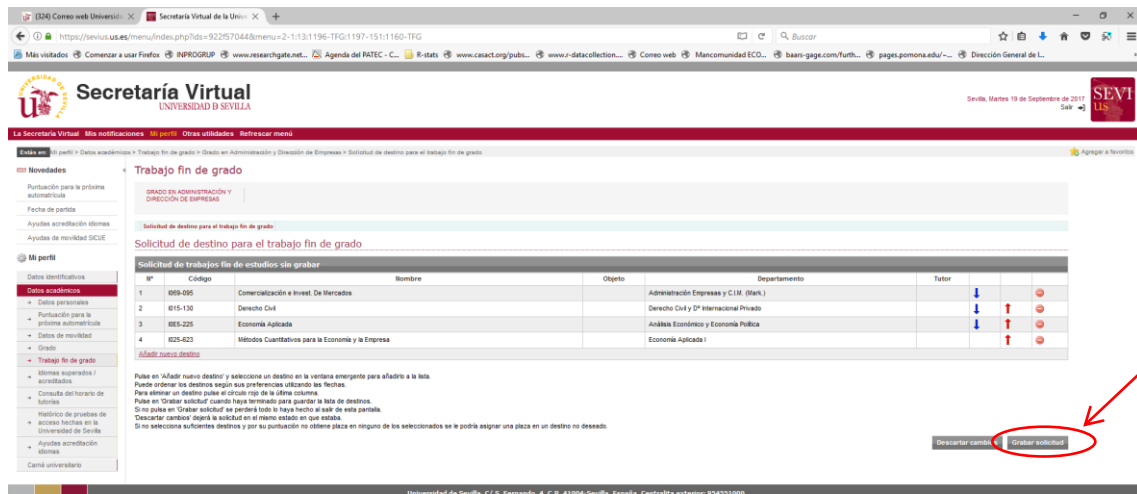 (324) Correo web Universida
Secretaría Virtual de la Unive
https://sevius.us.es/menu/index.php?ids=922f57044&menu=2-1:13:1196-TFG:1197-151:1160-TFG
Buscar
Más visitados Comenzar a usar Firefox INPROGRUP www.researchgate.net... Agenda del PATEC - C... R-stats www.casact.org/pubs... www.r-datacollection.... Correo web Mancomunidad ECO... baars-gage.com/furth... pages.pomona.edu/~... Dirección General de l...
Secretaría Virtual
UNIVERSIDAD D SEVILLA
Sevilla, Martes 19 de Septiembre de 2017
Salir
SEVI
US
La Secretaría Virtual Mis notificaciones Mi perfil Otras utilidades Refrescar menú
Estás en: Mi perfil > Datos académicos > Trabajo fin de grado > Grado en Administración y Dirección de Empresas > Solicitud de destino para el trabajo fin de grado
Agregar a favoritos
Novedades
Puntuación para la próxima
automatrícula
Fecha de partida
Ayudas acreditación idiomas
Ayudas de movilidad SICUE
Mi perfil
Datos identificativos
Datos académicos
Datos personales
Puntuación para la
próxima automatrícula
Datos de movilidad
Grado
Trabajo fin de grado
Idiomas superados /
acreditados
Consulta del horario de
tutorías
Histórico de pruebas de
acceso hechas en la
Universidad de Sevilla
Ayudas acreditación
idiomas
Carné universitario
Trabajo fin de grado
GRADO EN ADMINISTRACIÓN Y
DIRECCIÓN DE EMPRESAS
Solicitud de destino para el trabajo fin de grado
Solicitud de destino para el trabajo fin de grado
Solicitud de trabajos fin de estudios sin grabar
Nº Código Nombre Objeto Departamento Tutor
1 I069-095 Comercialización e Invest. De Mercados Administración Empresas y C.I.M. (Mark.)
2 I015-130 Derecho Civil Derecho Civil y Dº Internacional Privado
3 I0E5-225 Economía Aplicada Análisis Económico y Economía Política
4 I025-623 Métodos Cuantitativos para la Economía y la Empresa Economía Aplicada I
Añadir nuevo destino
Pulse en 'Añadir nuevo destino' y seleccione un destino en la ventana emergente para añadirlo a la lista.
Puede ordenar los destinos según sus preferencias utilizando las flechas.
Para eliminar un destino pulse el círculo rojo de la última columna.
Pulse en 'Grabar solicitud' cuando haya terminado para guardar la lista de destinos.
Si no pulsa en 'Grabar solicitud' se perderá todo lo haya hecho al salir de esta pantalla.
'Descartar cambios' dejerá la solicitud en el mismo estado en que estaba.
Si no selecciona suficientes destinos y por su puntuación no obtiene plaza en ninguno de los seleccionados se le podría asignar una plaza en un destino no deseado.
Descartar cambios Grabar solicitud
Universidad de Sevilla. C/ S. Fernando, 4, C.P. 41004-Sevilla, España. Centralita exterior: 954551000